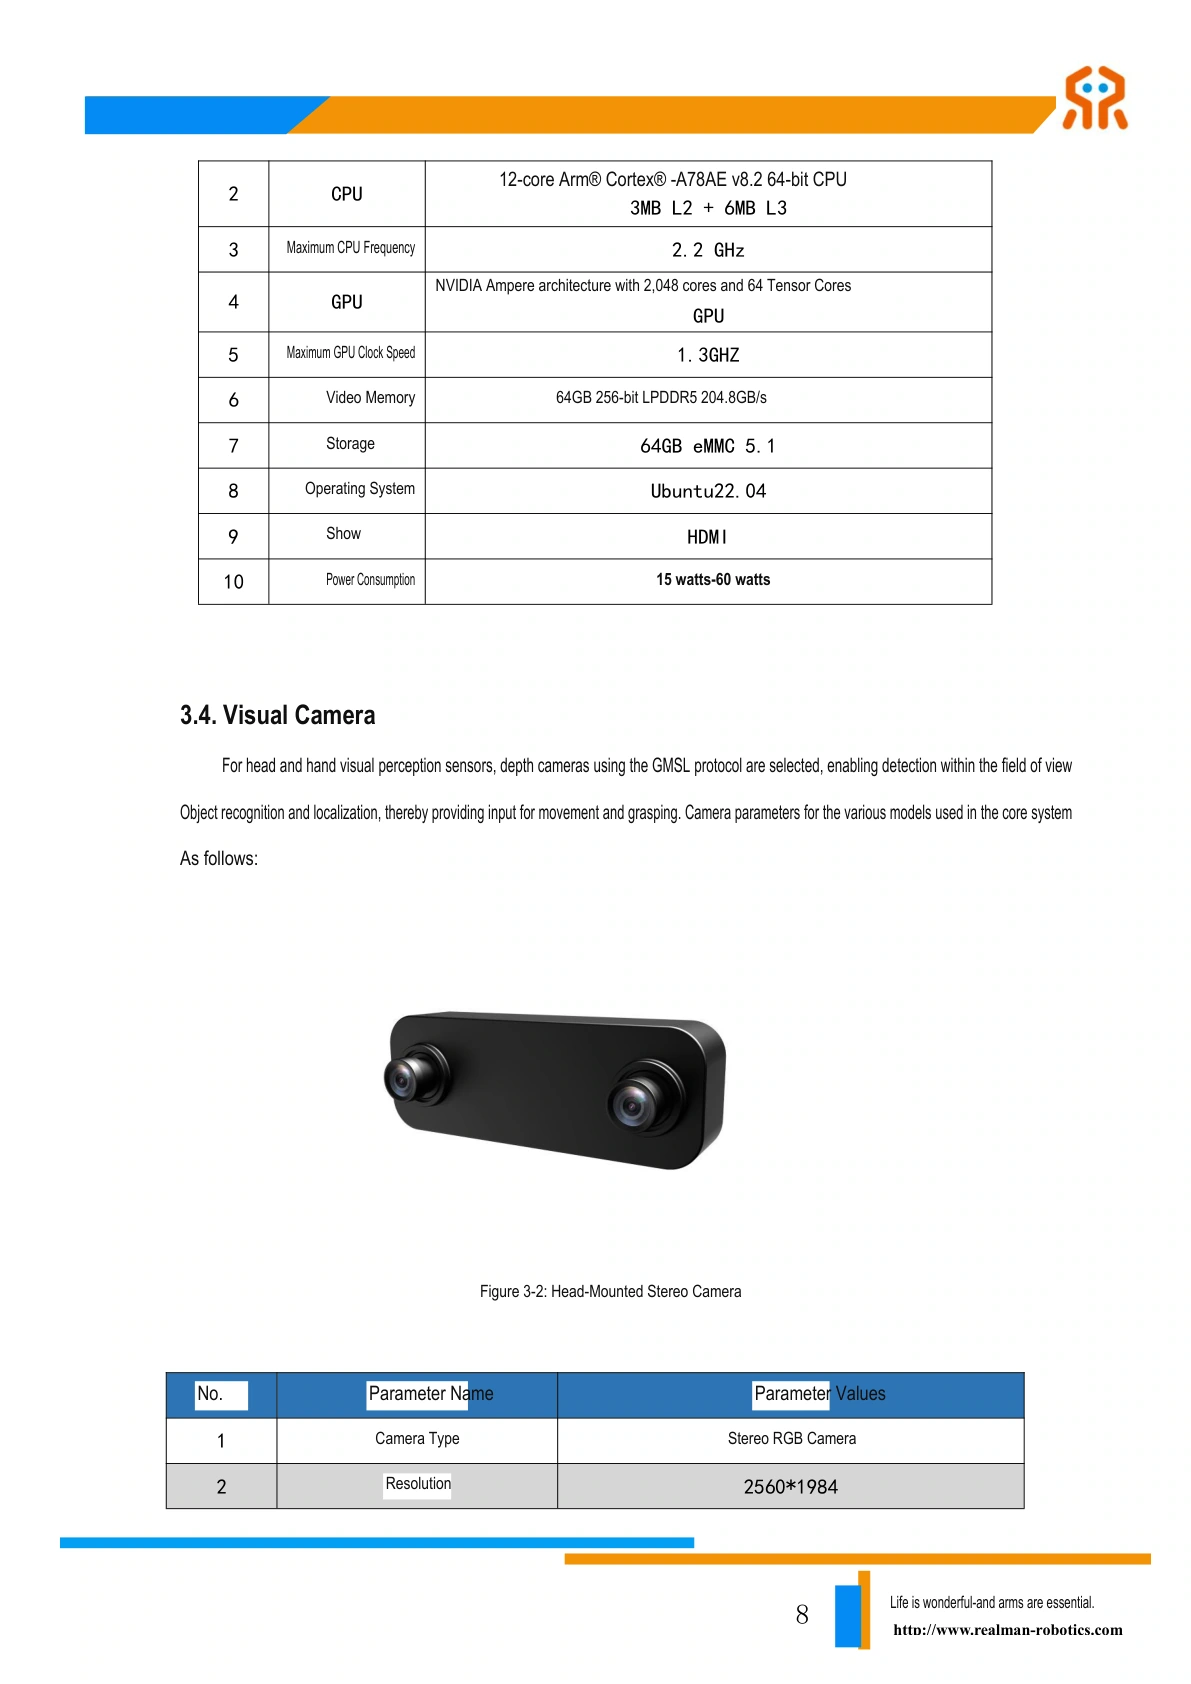 2 CPU 12-core Arm® Cortex® -A78AE v8.2 64-bit CPU
3MB L2 + 6MB L3
3 Maximum CPU Frequency 2.2 GHz
4 GPU NVIDIA Ampere architecture with 2,048 cores and 64 Tensor Cores
GPU
5 Maximum GPU Clock Speed 1.3GHZ
6 Video Memory 64GB 256-bit LPDDR5 204.8GB/s
7 Storage 64GB eMMC 5.1
8 Operating System Ubuntu22.04
9 Show HDMI
10 Power Consumption 15 watts-60 watts
3.4. Visual Camera
For head and hand visual perception sensors, depth cameras using the GMSL protocol are selected, enabling detection within the field of view
Object recognition and localization, thereby providing input for movement and grasping. Camera parameters for the various models used in the core system
As follows:
Figure 3-2: Head-Mounted Stereo Camera
No. Parameter Name Parameter Values
1 Camera Type Stereo RGB Camera
2 Resolution 2560*1984
8
Life is wonderful-and arms are essential.
http://www.realman-robotics.com